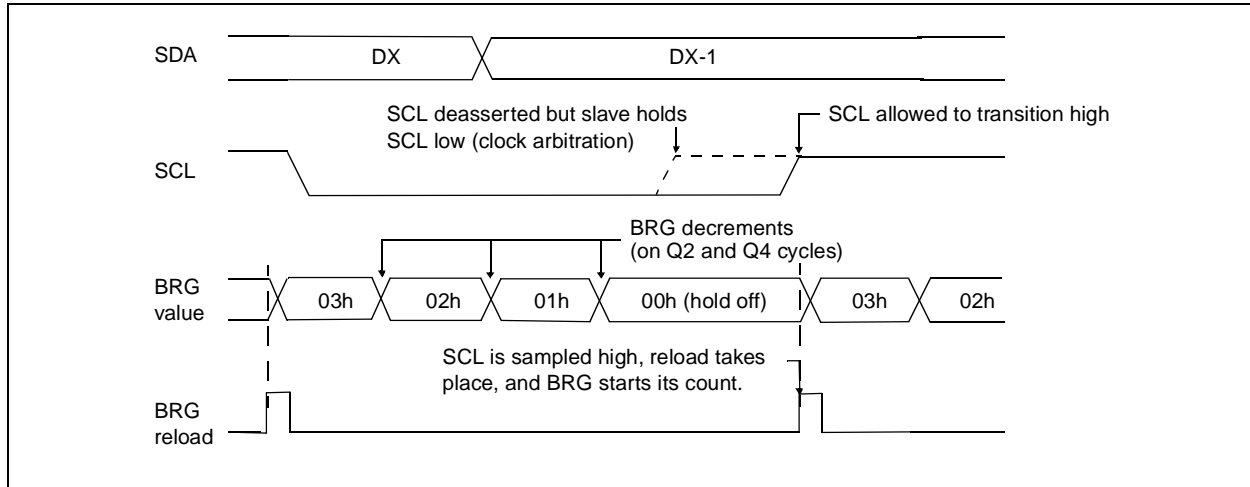 SDA
DX
DX-1
SCL deasserted but slave holds
SCL low (clock arbitration)
SCL allowed to transition high
SCL
BRG decrements
(on Q2 and Q4 cycles)
BRG
value
03h
02h
01h
00h (hold off)
03h
02h
SCL is sampled high, reload takes
place, and BRG starts its count.
BRG
reload